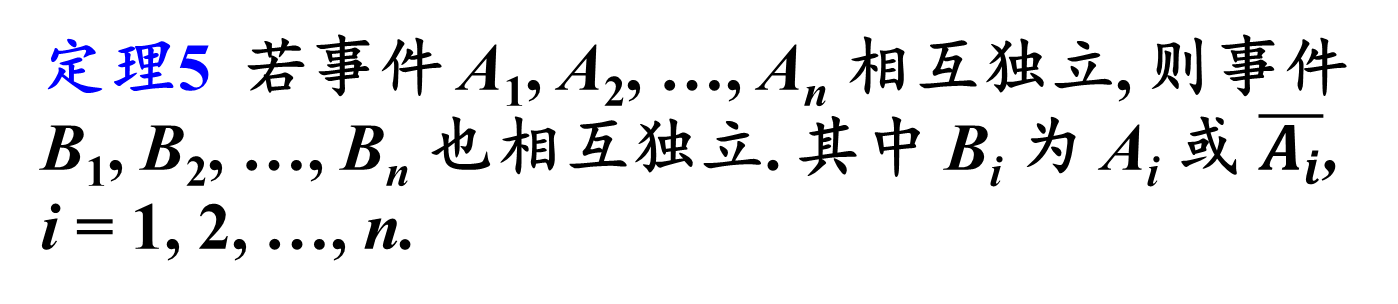 定理5 若事件 A₁, A₂, …, Aₙ 相互独立, 则事件
B₁, B₂, …, Bₙ 也相互独立. 其中 Bᵢ 为 Aᵢ 或 A̅ᵢ,
i = 1, 2, …, n.